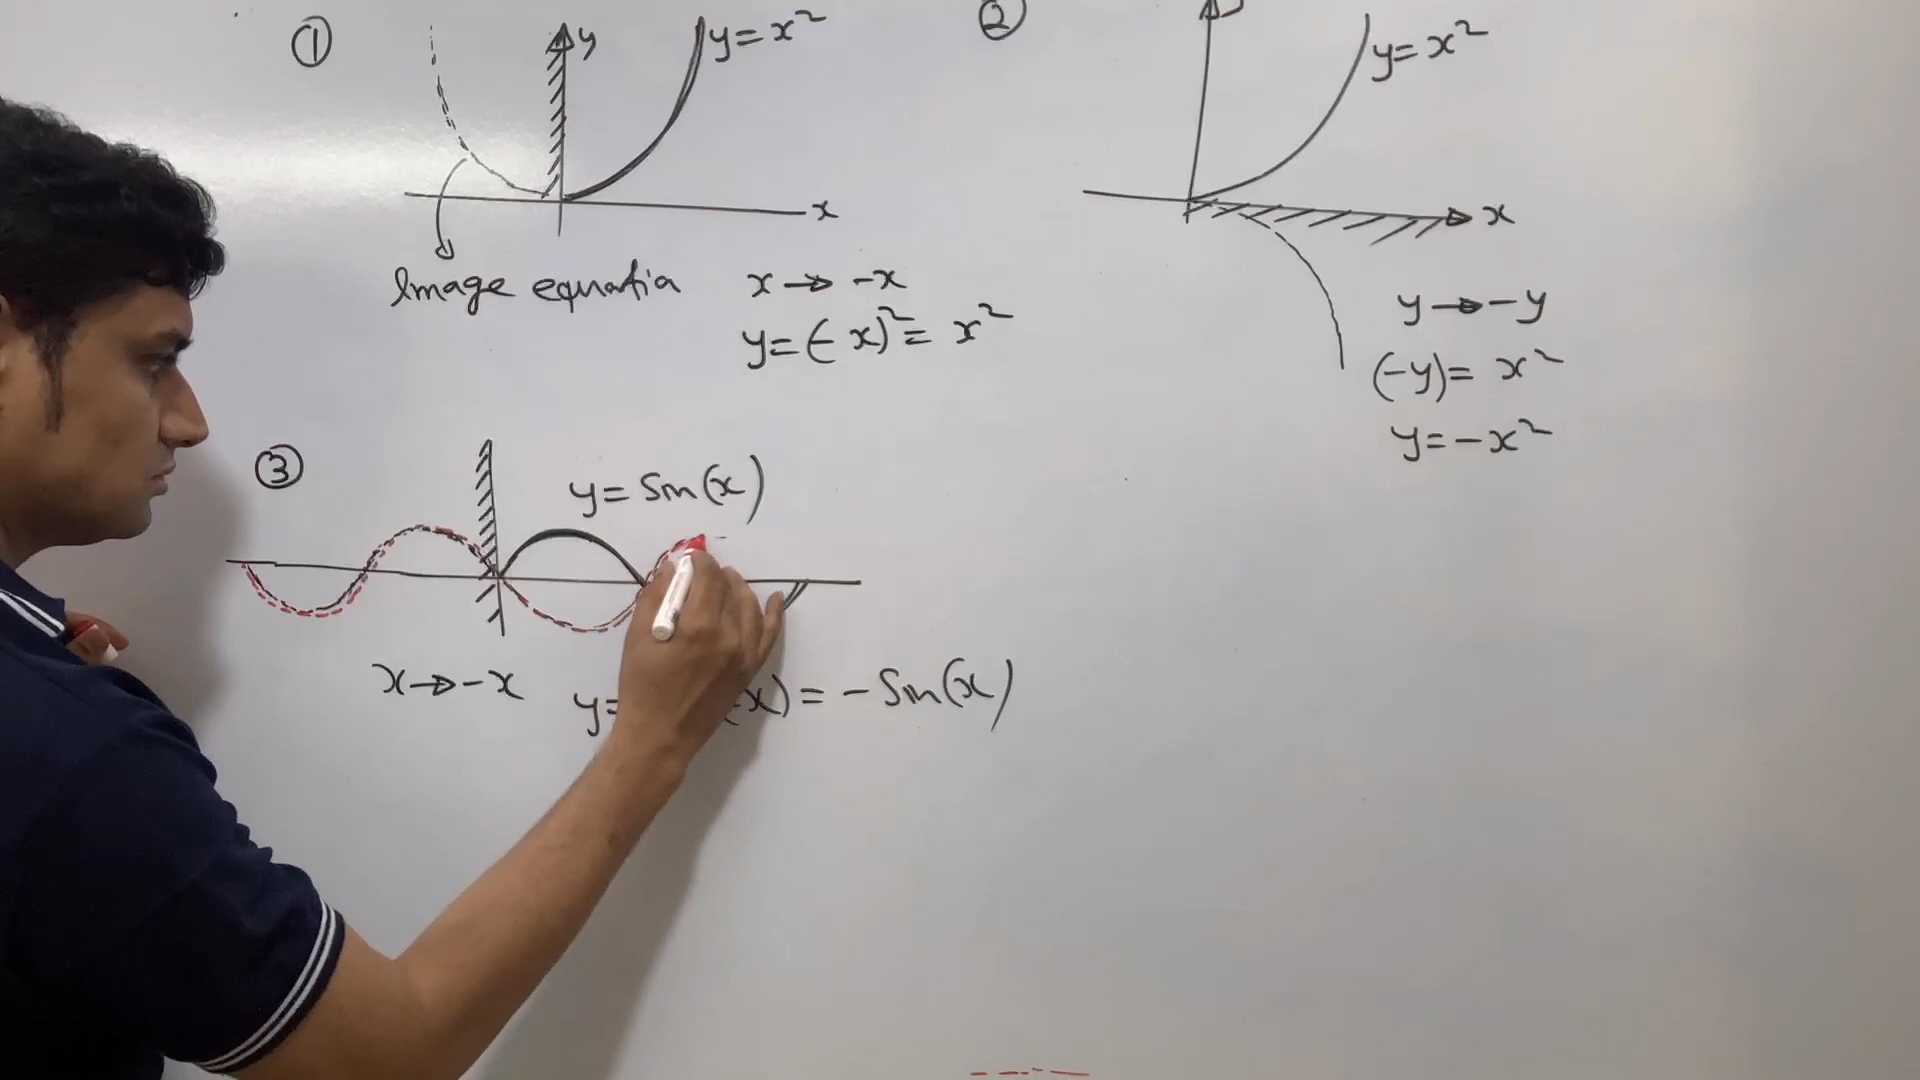 ①
y
y=x²
x
Image equatia
x → -x
y=(-x)²= x²
②
y=x²
x
y → -y
(-y)= x²
y=-x²
③
y= Sin(x)
x→-x
y= x)= -Sin(x)